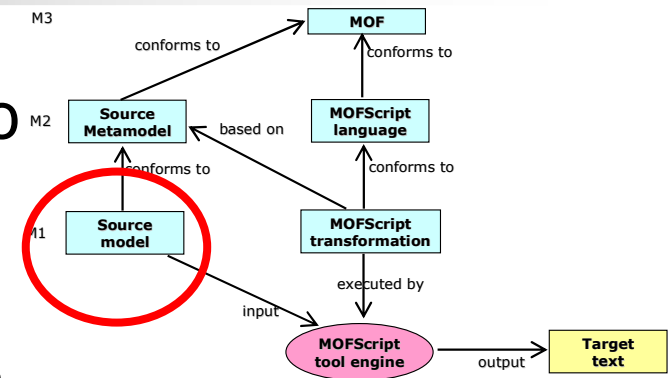 M3
MOF
conforms to
conforms to
M2
Source
Metamodel
based on
MOFScript
language
conforms to
conforms to
M1
Source
model
MOFScript
transformation
executed by
input
MOFScript
tool engine
output
Target
text